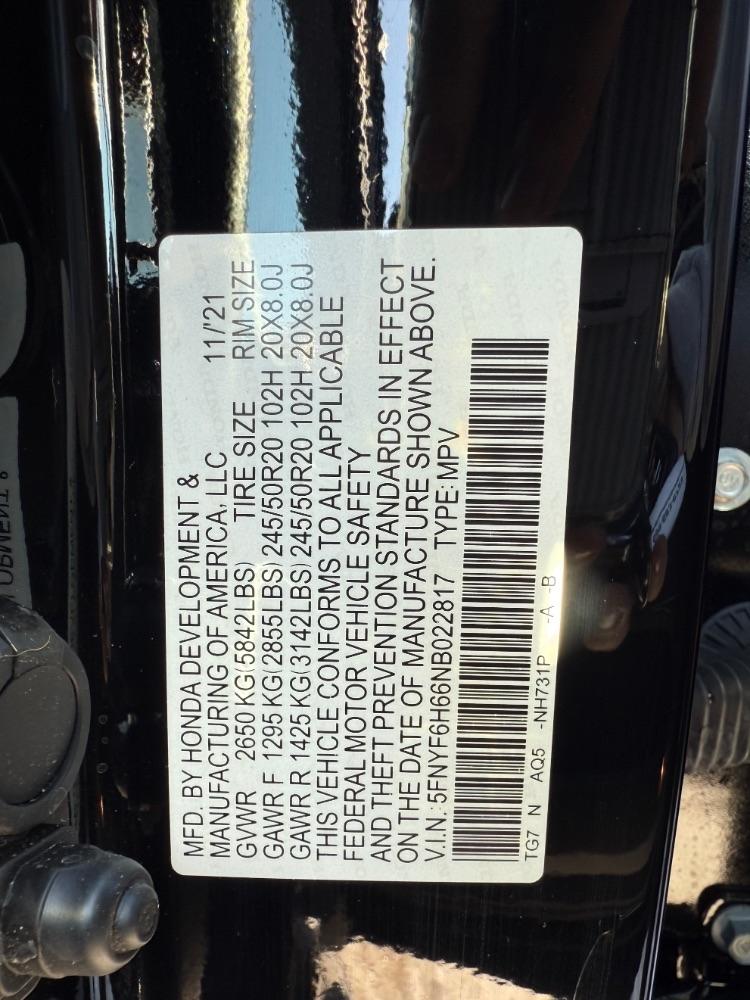 MFD. BY HONDA DEVELOPMENT &
MANUFACTURING OF AMERICA, LLC 11/'21
GVWR 2650 KG(5842LBS) TIRE SIZE RIM SIZE
GAWR F 1295 KG(2855LBS) 245/50R20 102H 20X8.0J
GAWR R 1425 KG(3142LBS) 245/50R20 102H 20X8.0J
THIS VEHICLE CONFORMS TO ALL APPLICABLE
FEDERAL MOTOR VEHICLE SAFETY
AND THEFT PREVENTION STANDARDS IN EFFECT
ON THE DATE OF MANUFACTURE SHOWN ABOVE.
V.I.N.:5FNYF6H66NB022817 TYPE:MPV
TG7 N AQ5 -NH731P -A -B